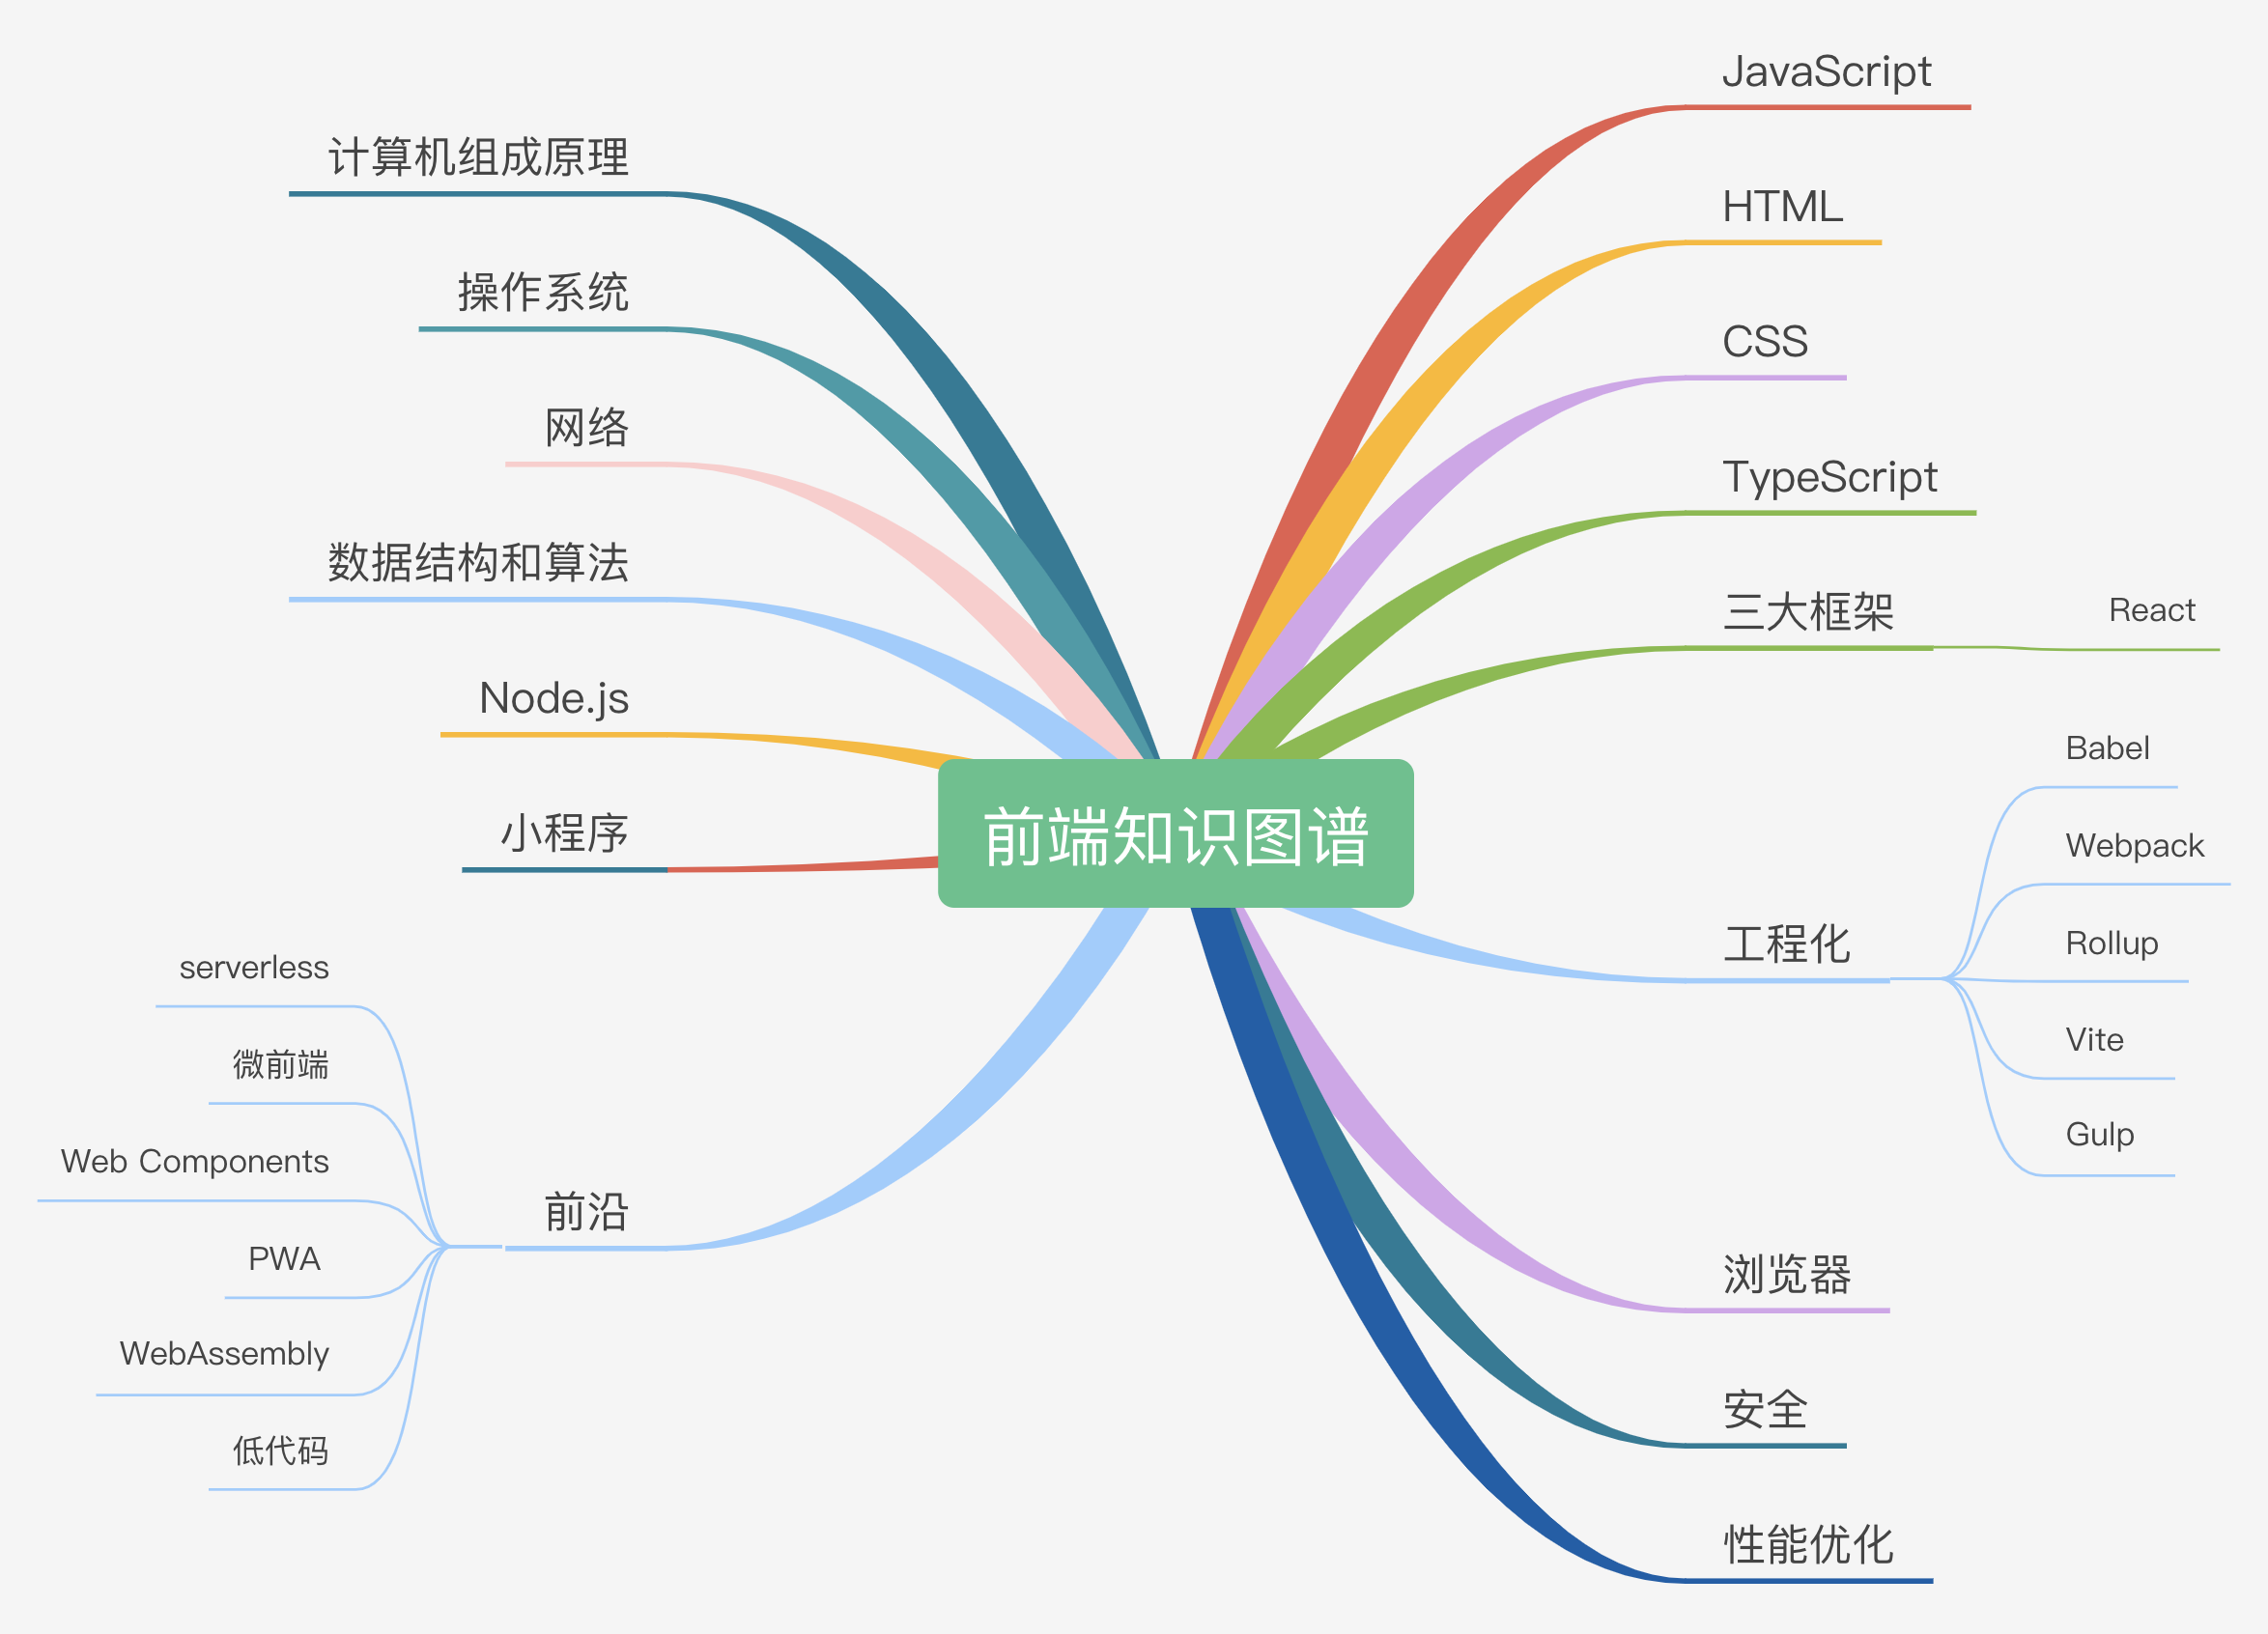 前端知识图谱
JavaScript
HTML
CSS
TypeScript
三大框架
React
工程化
Babel
Webpack
Rollup
Vite
Gulp
浏览器
安全
性能优化
计算机组成原理
操作系统
网络
数据结构和算法
Node.js
小程序
前沿
serverless
微前端
Web Components
PWA
WebAssembly
低代码